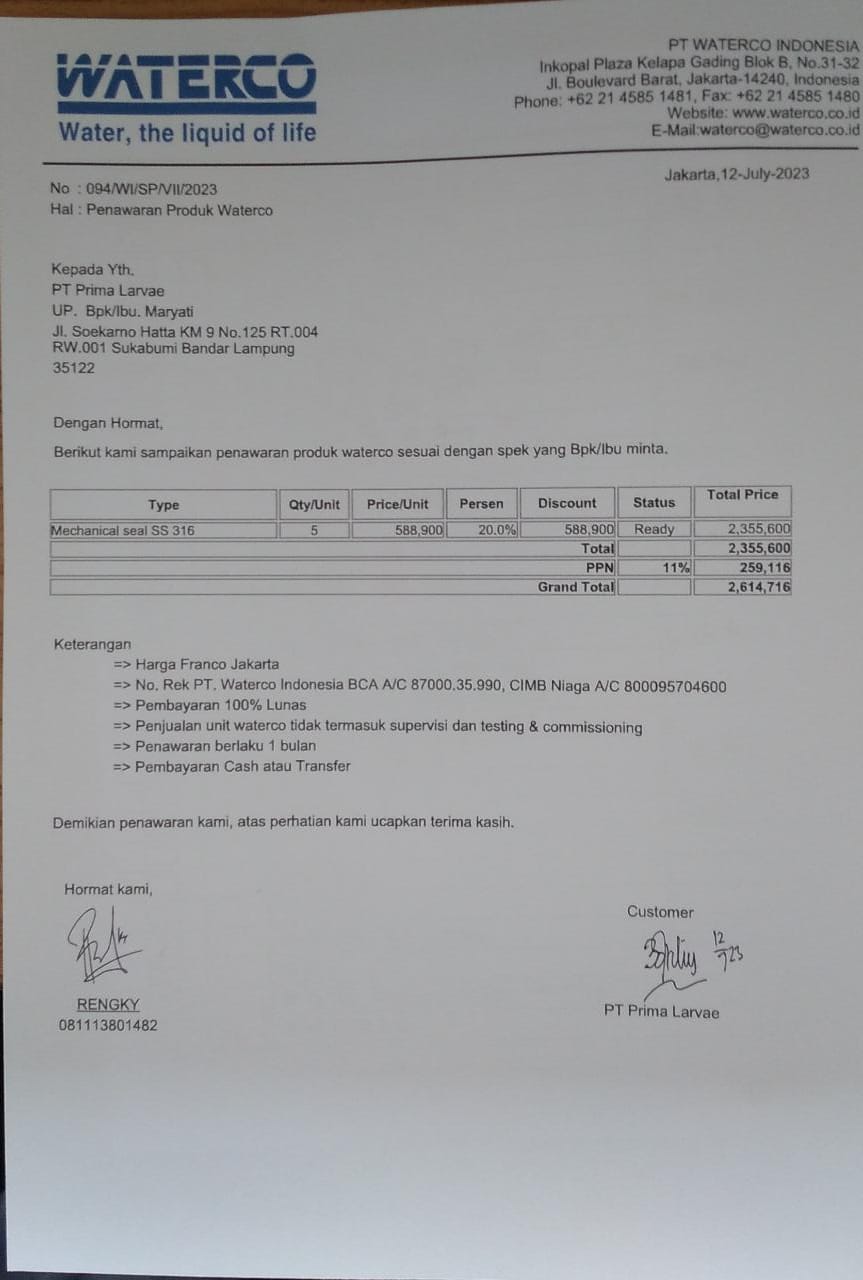 WATERCO
Water, the liquid of life
PT WATERCO INDONESIA
Inkopal Plaza Kelapa Gading Blok B, No.31-32
Jl. Boulevard Barat, Jakarta-14240, Indonesia
Phone: +62 21 4585 1481, Fax: +62 21 4585 1480
Website: www.waterco.co.id
E-Mail:waterco@waterco.co.id
Jakarta,12-July-2023
No : 094/WI/SP/VII/2023
Hal : Penawaran Produk Waterco
Kepada Yth.
PT Prima Larvae
UP. Bpk/Ibu. Maryati
Jl. Soekarno Hatta KM 9 No.125 RT.004
RW.001 Sukabumi Bandar Lampung
35122
Dengan Hormat,
Berikut kami sampaikan penawaran produk waterco sesuai dengan spek yang Bpk/Ibu minta.
Type Qty/Unit Price/Unit Persen Discount Status Total Price
Mechanical seal SS 316 5 588,900 20.0% 588,900 Ready 2,355,600
Total 2,355,600
PPN 11% 259,116
Grand Total 2,614,716
Keterangan
=> Harga Franco Jakarta
=> No. Rek PT. Waterco Indonesia BCA A/C 87000.35.990, CIMB Niaga A/C 800095704600
=> Pembayaran 100% Lunas
=> Penjualan unit waterco tidak termasuk supervisi dan testing & commissioning
=> Penawaran berlaku 1 bulan
=> Pembayaran Cash atau Transfer
Demikian penawaran kami, atas perhatian kami ucapkan terima kasih.
Hormat kami,
Customer
12/7 23
RENGKY
081113801482
PT Prima Larvae